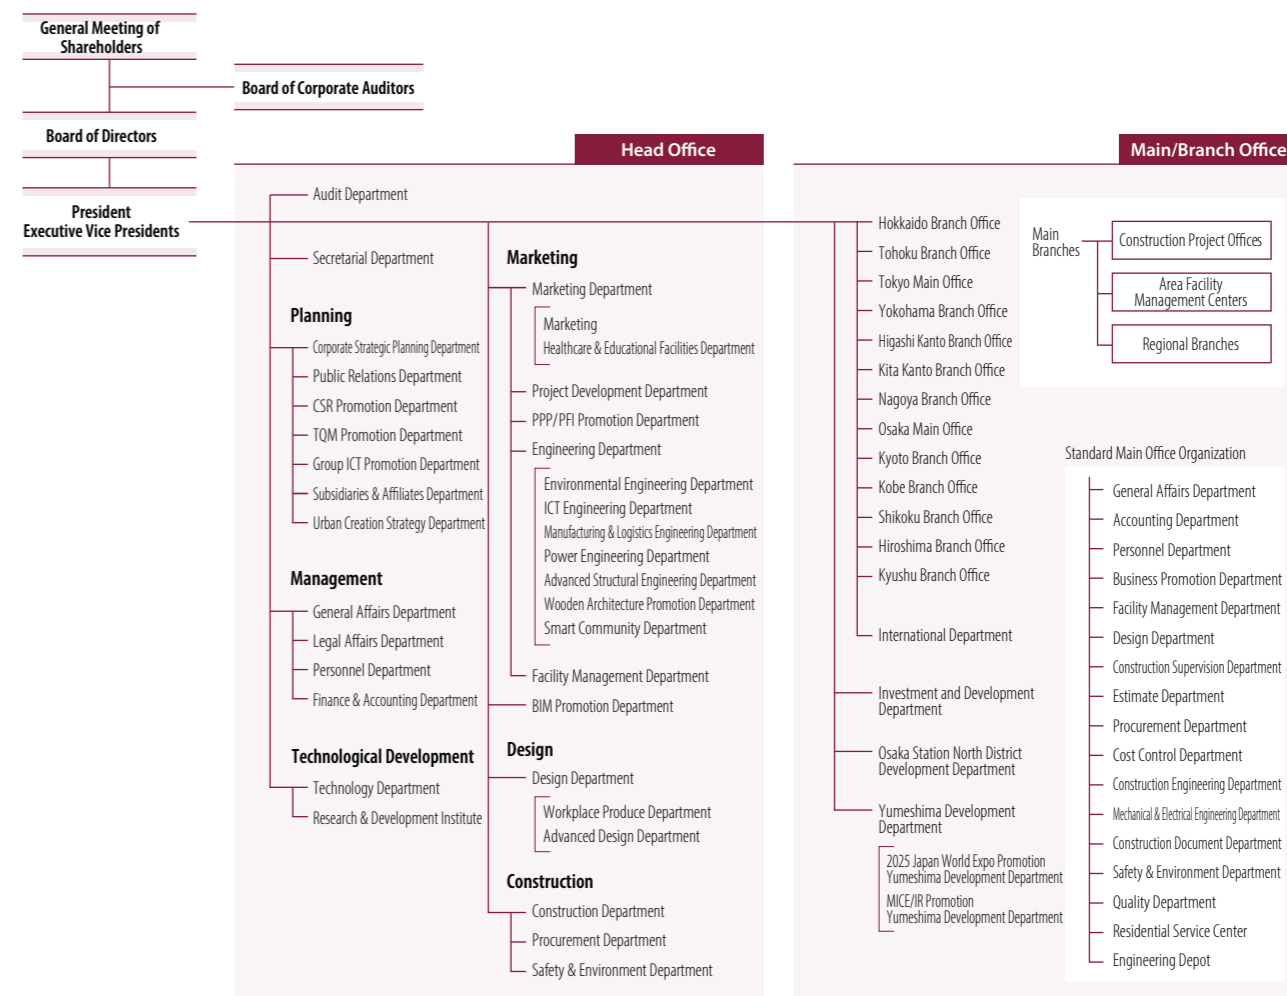 General Meeting of
Shareholders
Board of Corporate Auditors
Board of Directors
President
Executive Vice Presidents
Head Office
Audit Department
Secretarial Department
Planning
Corporate Strategic Planning Department
Public Relations Department
CSR Promotion Department
TQM Promotion Department
Group ICT Promotion Department
Subsidiaries & Affiliates Department
Urban Creation Strategy Department
Management
General Affairs Department
Legal Affairs Department
Personnel Department
Finance & Accounting Department
Technological Development
Technology Department
Research & Development Institute
Marketing
Marketing Department
Marketing
Healthcare & Educational Facilities Department
Project Development Department
PPP/PFI Promotion Department
Engineering Department
Environmental Engineering Department
ICT Engineering Department
Manufacturing & Logistics Engineering Department
Power Engineering Department
Advanced Structural Engineering Department
Wooden Architecture Promotion Department
Smart Community Department
Facility Management Department
BIM Promotion Department
Design
Design Department
Workplace Produce Department
Advanced Design Department
Construction
Construction Department
Procurement Department
Safety & Environment Department
Main/Branch Office
Hokkaido Branch Office
Tohoku Branch Office
Tokyo Main Office
Yokohama Branch Office
Higashi Kanto Branch Office
Kita Kanto Branch Office
Nagoya Branch Office
Osaka Main Office
Kyoto Branch Office
Kobe Branch Office
Shikoku Branch Office
Hiroshima Branch Office
Kyushu Branch Office
International Department
Investment and Development
Department
Osaka Station North District
Development Department
Yumeshima Development
Department
2025 Japan World Expo Promotion
Yumeshima Development Department
MICE/IR Promotion
Yumeshima Development Department
Main
Branches
Construction Project Offices
Area Facility
Management Centers
Regional Branches
Standard Main Office Organization
General Affairs Department
Accounting Department
Personnel Department
Business Promotion Department
Facility Management Department
Design Department
Construction Supervision Department
Estimate Department
Procurement Department
Cost Control Department
Construction Engineering Department
Mechanical & Electrical Engineering Department
Construction Document Department
Safety & Environment Department
Quality Department
Residential Service Center
Engineering Depot